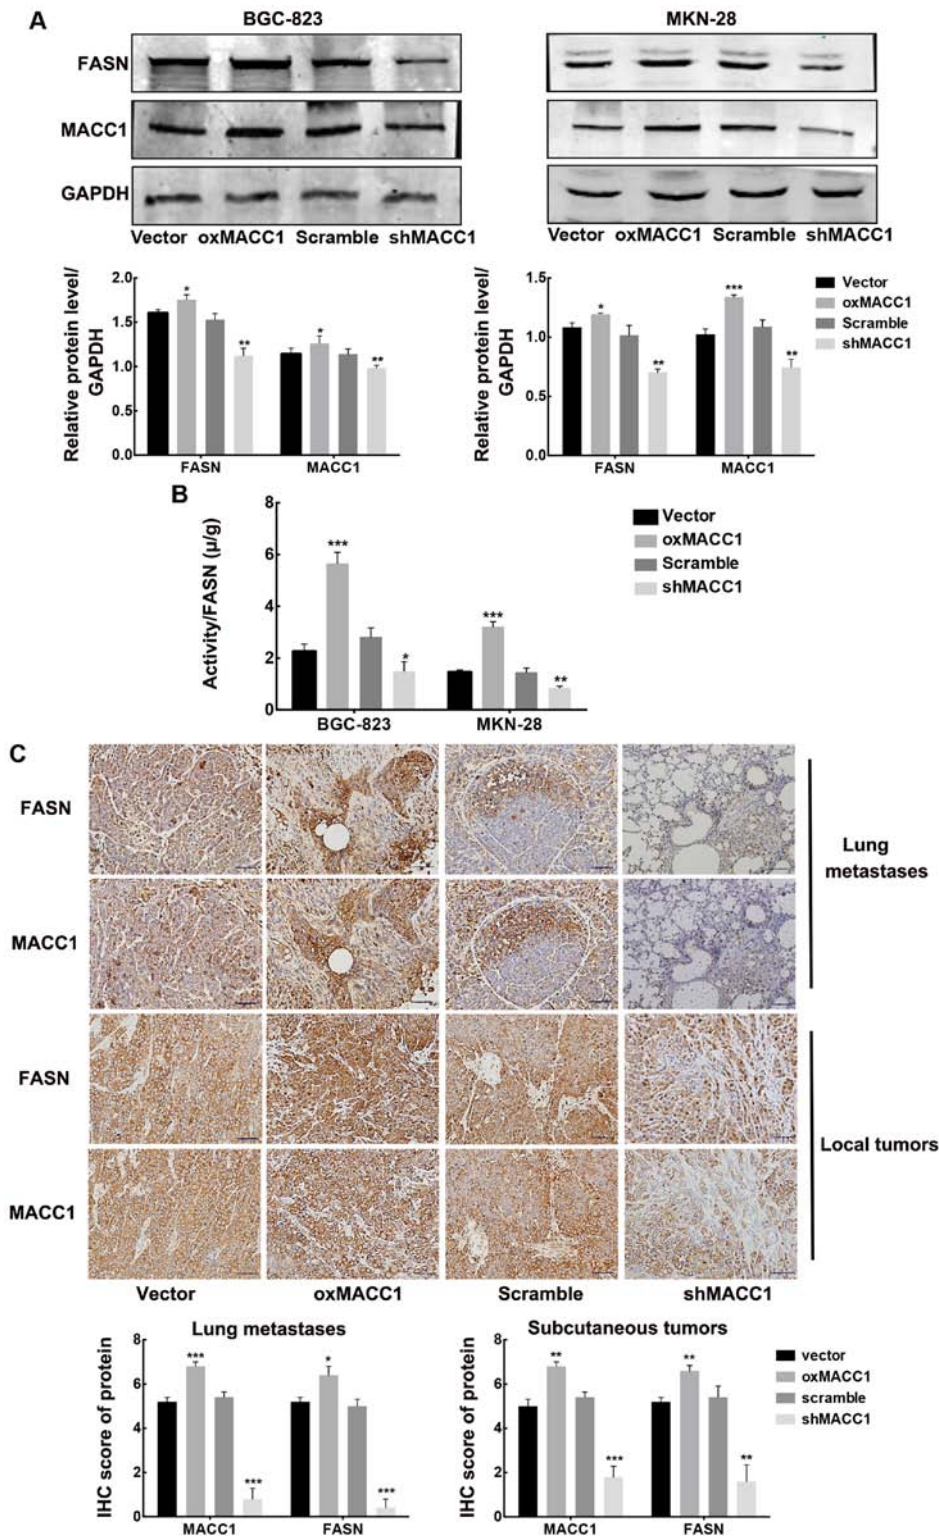 A
BGC-823
MKN-28
FASN
MACC1
GAPDH
Vector oxMACC1 Scramble shMACC1
Vector oxMACC1 Scramble shMACC1
Relative protein level/
GAPDH
2.0
1.5
1.0
0.5
0.0
*
**
*
**
FASN
MACC1
Relative protein level/
GAPDH
1.5
1.0
0.5
0.0
*
**
***
**
FASN
MACC1
Vector
oxMACC1
Scramble
shMACC1
B
Activity/FASN (μ/g)
8
6
4
2
0
***
*
***
**
BGC-823
MKN-28
Vector
oxMACC1
Scramble
shMACC1
C
FASN
MACC1
Lung
metastases
FASN
MACC1
Local tumors
Vector
oxMACC1
Scramble
shMACC1
Lung metastases
IHC score of protein
8
6
4
2
0
***
***
*
***
MACC1
FASN
Subcutaneous tumors
IHC score of protein
8
6
4
2
0
**
***
**
**
MACC1
FASN
vector
oxMACC1
scramble
shMACC1